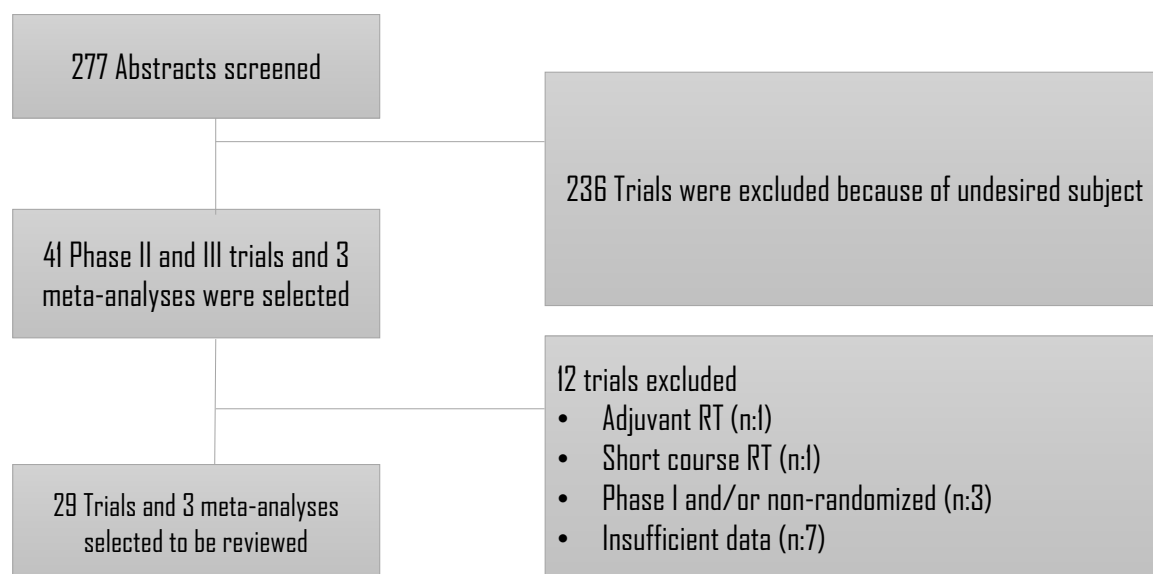 277 Abstracts screened
236 Trials were excluded because of undesired subject
41 Phase II and III trials and 3
meta-analyses were selected
12 trials excluded
• Adjuvant RT (n:1)
• Short course RT (n:1)
• Phase I and/or non-randomized (n:3)
• Insufficient data (n:7)
29 Trials and 3 meta-analyses
selected to be reviewed